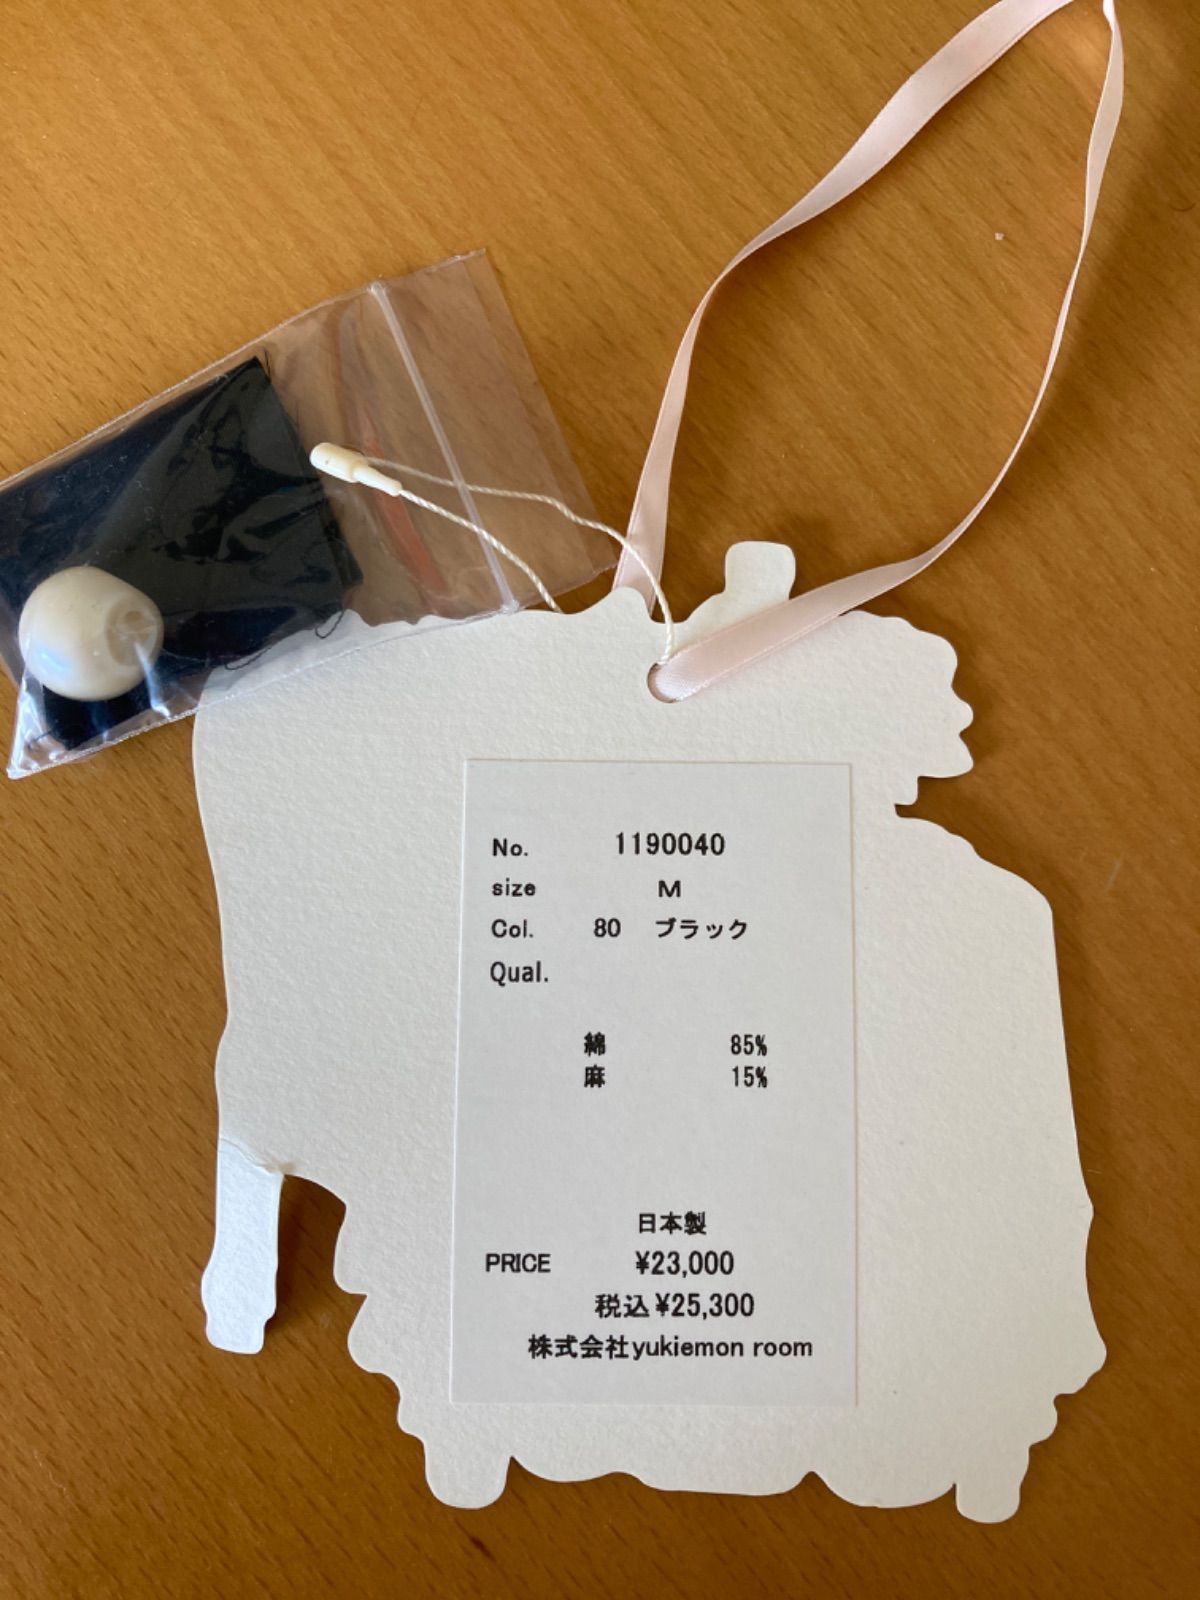 No. 1190040
size M
Col. 80 ブラック
Qual.
綿 85%
麻 15%
日本製
PRICE ¥23,000
税込¥25,300
株式会社yukiemon room